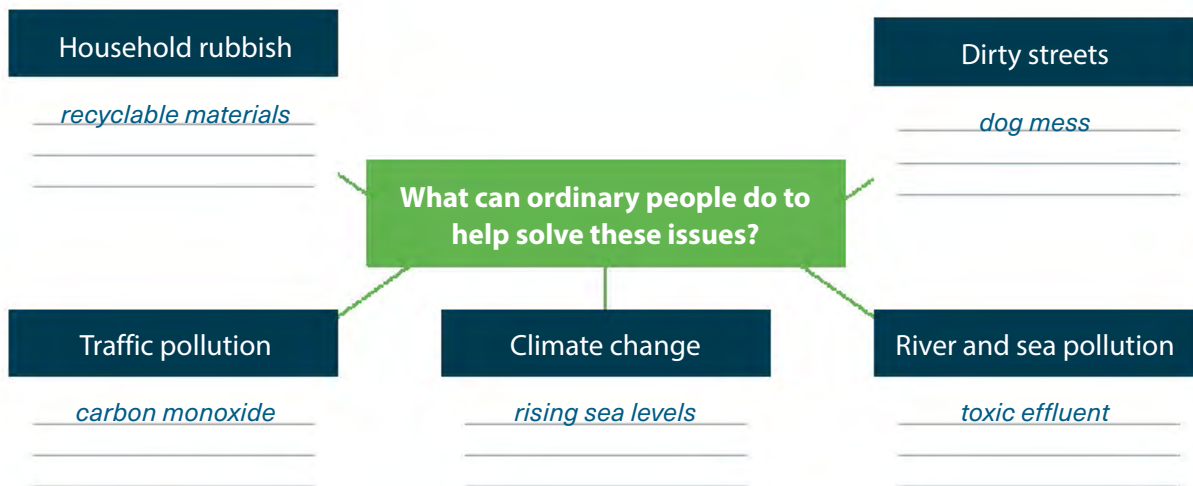 Household rubbish
recyclable materials
Dirty streets
dog mess
What can ordinary people do to
help solve these issues?
Traffic pollution
carbon monoxide
Climate change
rising sea levels
River and sea pollution
toxic effluent